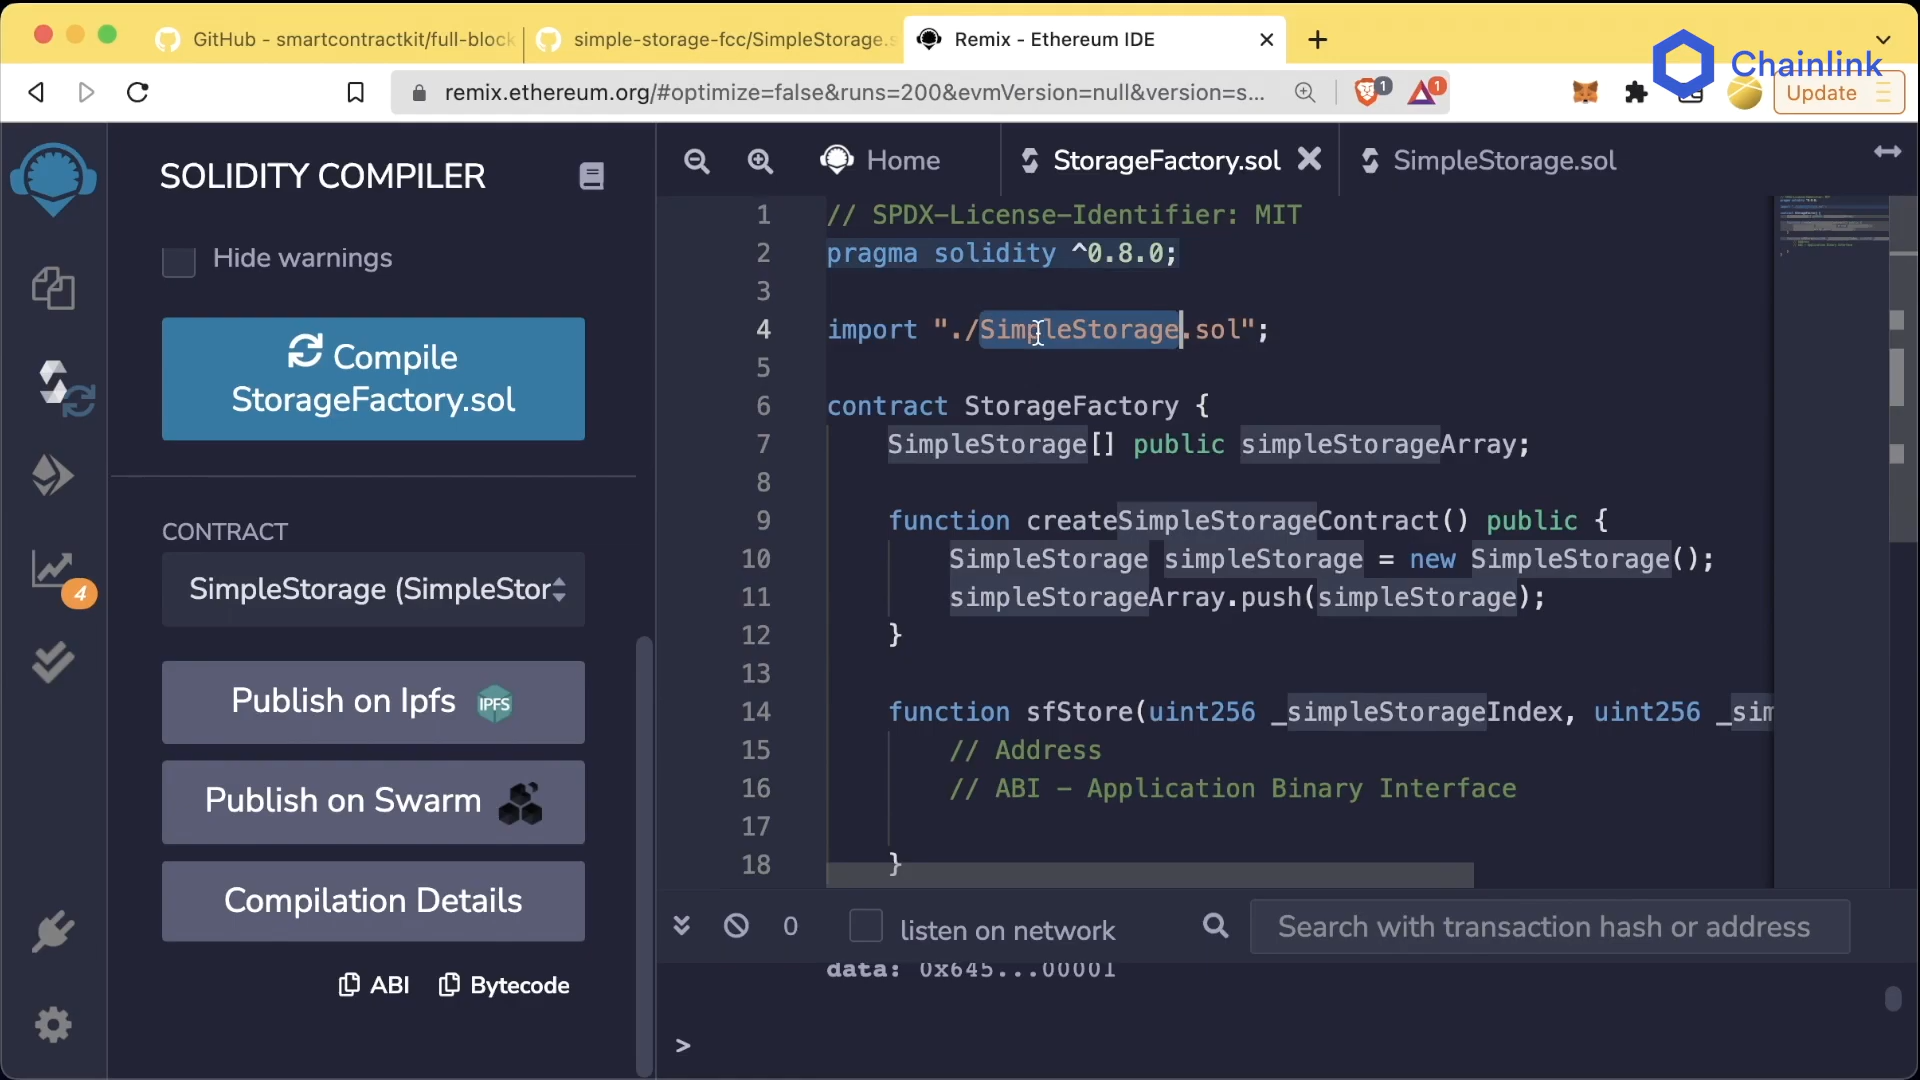 GitHub - smartcontractkit/full-block
simple-storage-fcc/SimpleStorage.s
Remix - Ethereum IDE
Chainlink
remix.ethereum.org/#optimize=false&runs=200&evmVersion=null&version=s...
1
1
Update
SOLIDITY COMPILER
Hide warnings
Compile
StorageFactory.sol
CONTRACT
SimpleStorage (SimpleStor
4
Publish on Ipfs
IPFS
Publish on Swarm
Compilation Details
ABI
Bytecode
Home
StorageFactory.sol
SimpleStorage.sol
1 // SPDX-License-Identifier: MIT
2 pragma solidity ^0.8.0;
3
4 import "./SimpleStorage.sol";
5
6 contract StorageFactory {
7 SimpleStorage[] public simpleStorageArray;
8
9 function createSimpleStorageContract() public {
10 SimpleStorage simpleStorage = new SimpleStorage();
11 simpleStorageArray.push(simpleStorage);
12 }
13
14 function sfStore(uint256 _simpleStorageIndex, uint256 _sim
15 // Address
16 // ABI - Application Binary Interface
17
18 }
0
listen on network
Search with transaction hash or address
data: 0x645...00001
>